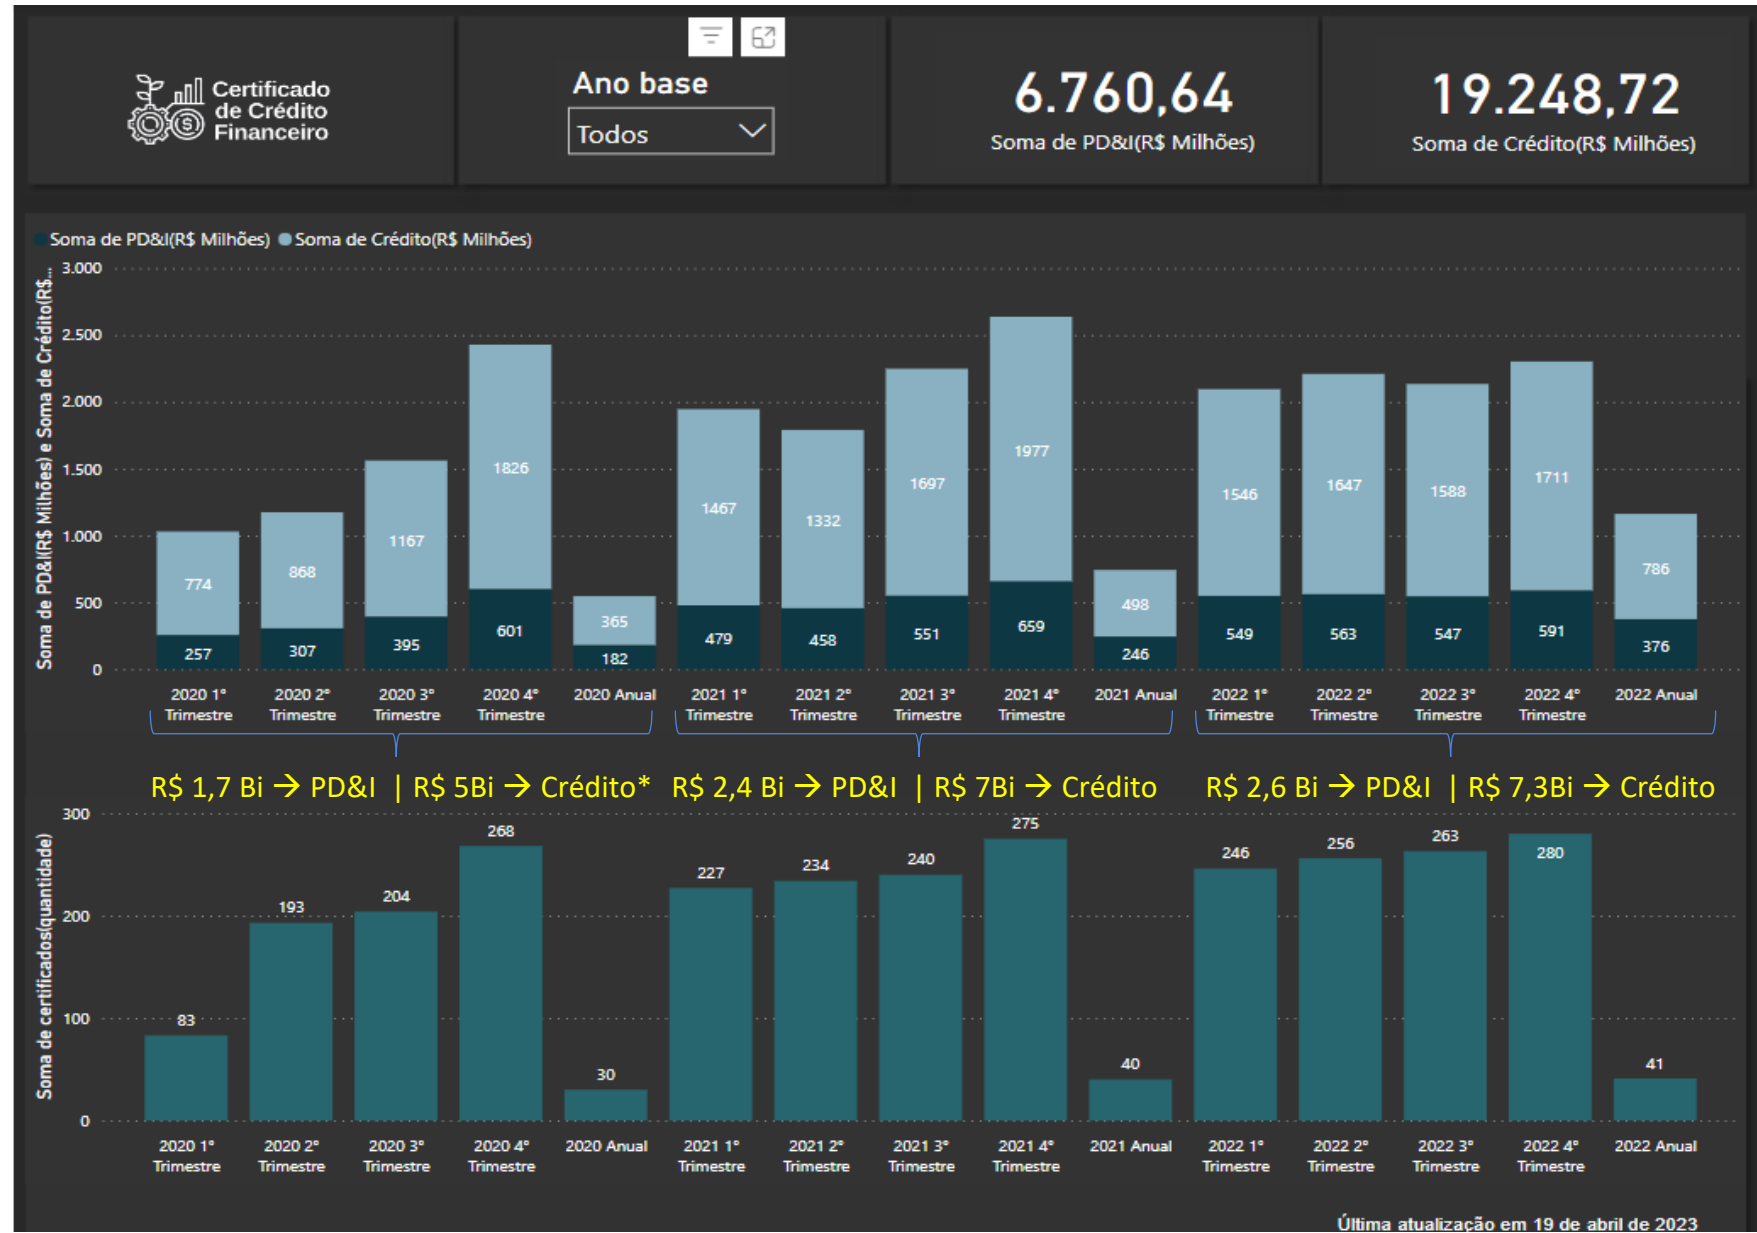 Certificado
de Crédito
Financeiro
Ano base
Todos
6.760,64
Soma de PD&I(R$ Milhões)
19.248,72
Soma de Crédito(R$ Milhões)
Soma de PD&I(R$ Milhões) Soma de Crédito(R$ Milhões)
Soma de PD&I(R$ Milhões) e Soma de Crédito(R$...
3.000
2.500
2.000
1.500
1.000
500
0
774 868 1167 1826 365 1467 1332 1697 1977 498 1546 1647 1588 1711 786
257 307 395 601 182 479 458 551 659 246 549 563 547 591 376
2020 1° 2020 2° 2020 3° 2020 4° 2020 Anual 2021 1° 2021 2° 2021 3° 2021 4° 2021 Anual 2022 1° 2022 2° 2022 3° 2022 4° 2022 Anual
Trimestre Trimestre Trimestre Trimestre Trimestre Trimestre Trimestre Trimestre Trimestre Trimestre Trimestre Trimestre
R$ 1,7 Bi → PD&I | R$ 5Bi → Crédito* R$ 2,4 Bi → PD&I | R$ 7Bi → Crédito R$ 2,6 Bi → PD&I | R$ 7,3Bi → Crédito
Soma de certificados(quantidade)
300
200
100
0
83 193 204 268 30 227 234 240 275 40 246 256 263 280 41
2020 1° 2020 2° 2020 3° 2020 4° 2020 Anual 2021 1° 2021 2° 2021 3° 2021 4° 2021 Anual 2022 1° 2022 2° 2022 3° 2022 4° 2022 Anual
Trimestre Trimestre Trimestre Trimestre Trimestre Trimestre Trimestre Trimestre Trimestre Trimestre Trimestre Trimestre
Última atualização em 19 de abril de 2023